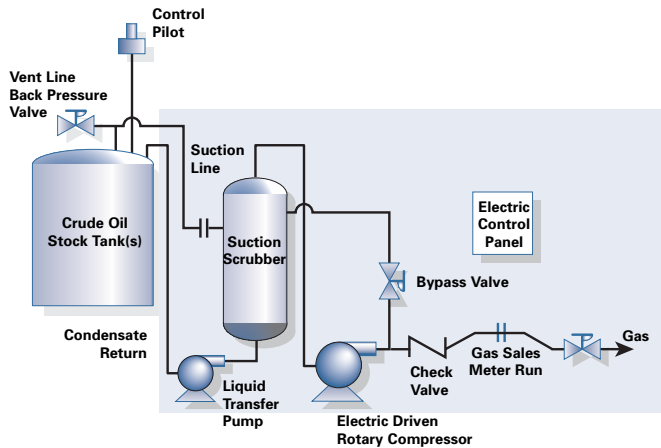 Control
Pilot
Vent Line
Back Pressure
Valve
Suction
Line
Crude Oil
Stock Tank(s)
Suction
Scrubber
Electric
Control
Panel
Bypass Valve
Condensate
Return
Liquid
Transfer
Pump
Electric Driven
Rotary Compressor
Check
Valve
Gas Sales
Meter Run
Gas